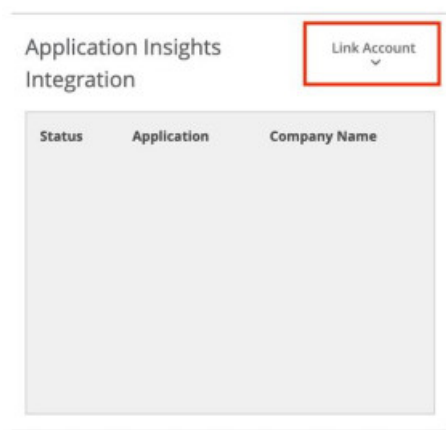 Application Insights
Integration
Link Account
Status Application Company Name